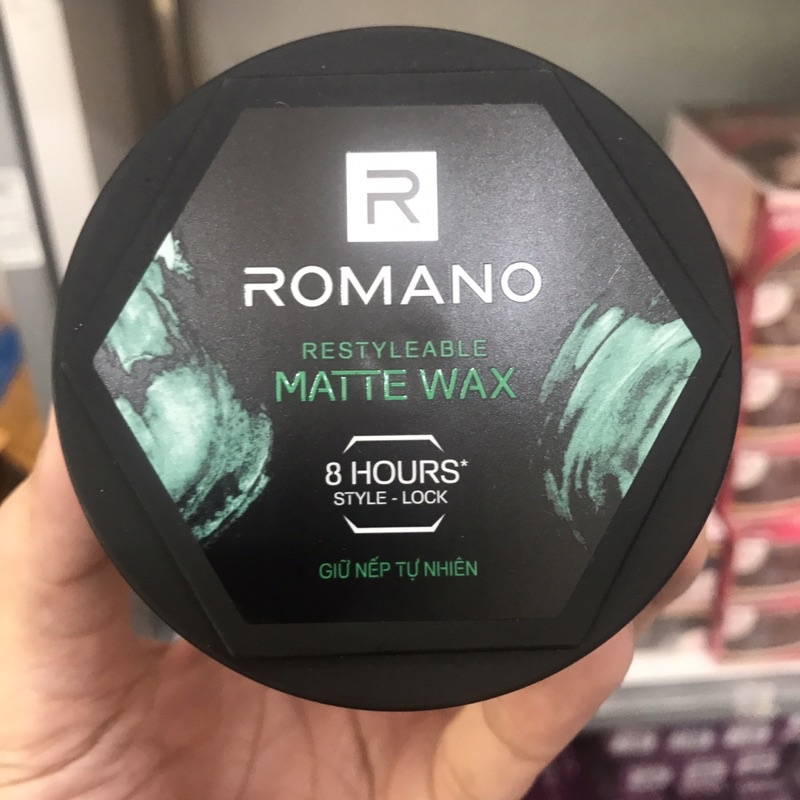 R
ROMANO
RESTYLEABLE
MATTE WAX
8 HOURS*
STYLE - LOCK
GIỮ NẾP TỰ NHIÊN